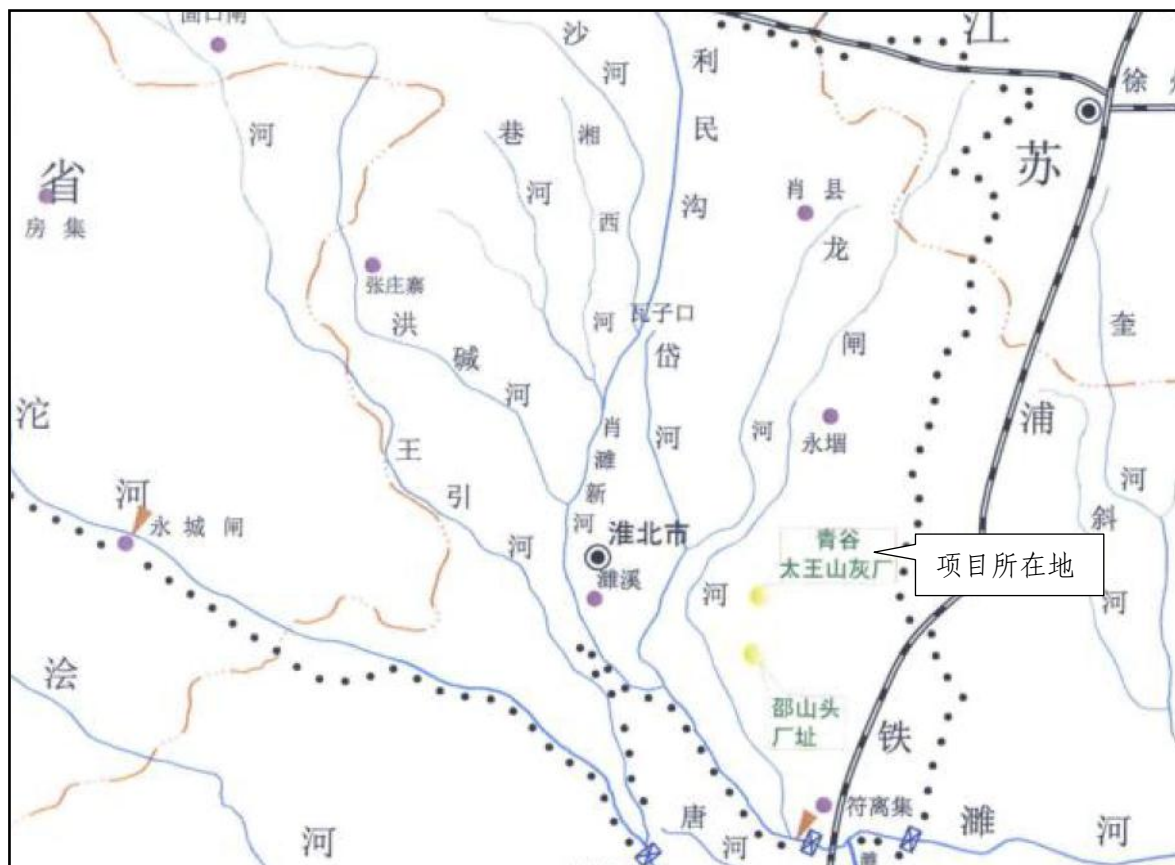 江
沙河
利民沟
徐
苏
河
巷河
湘西河
省
房集
肖县
龙
河
张庄寨
洪碱河
瓦子口
岱河
闸
河
奎
河
沱
河
永城闸
王引河
肖濉新河
永堌
浦
斜
河
淮北市
濉溪
青谷
太王山灰厂
项目所在地
浍
河
邵山头
厂址
铁
符离集
唐河
濉
河